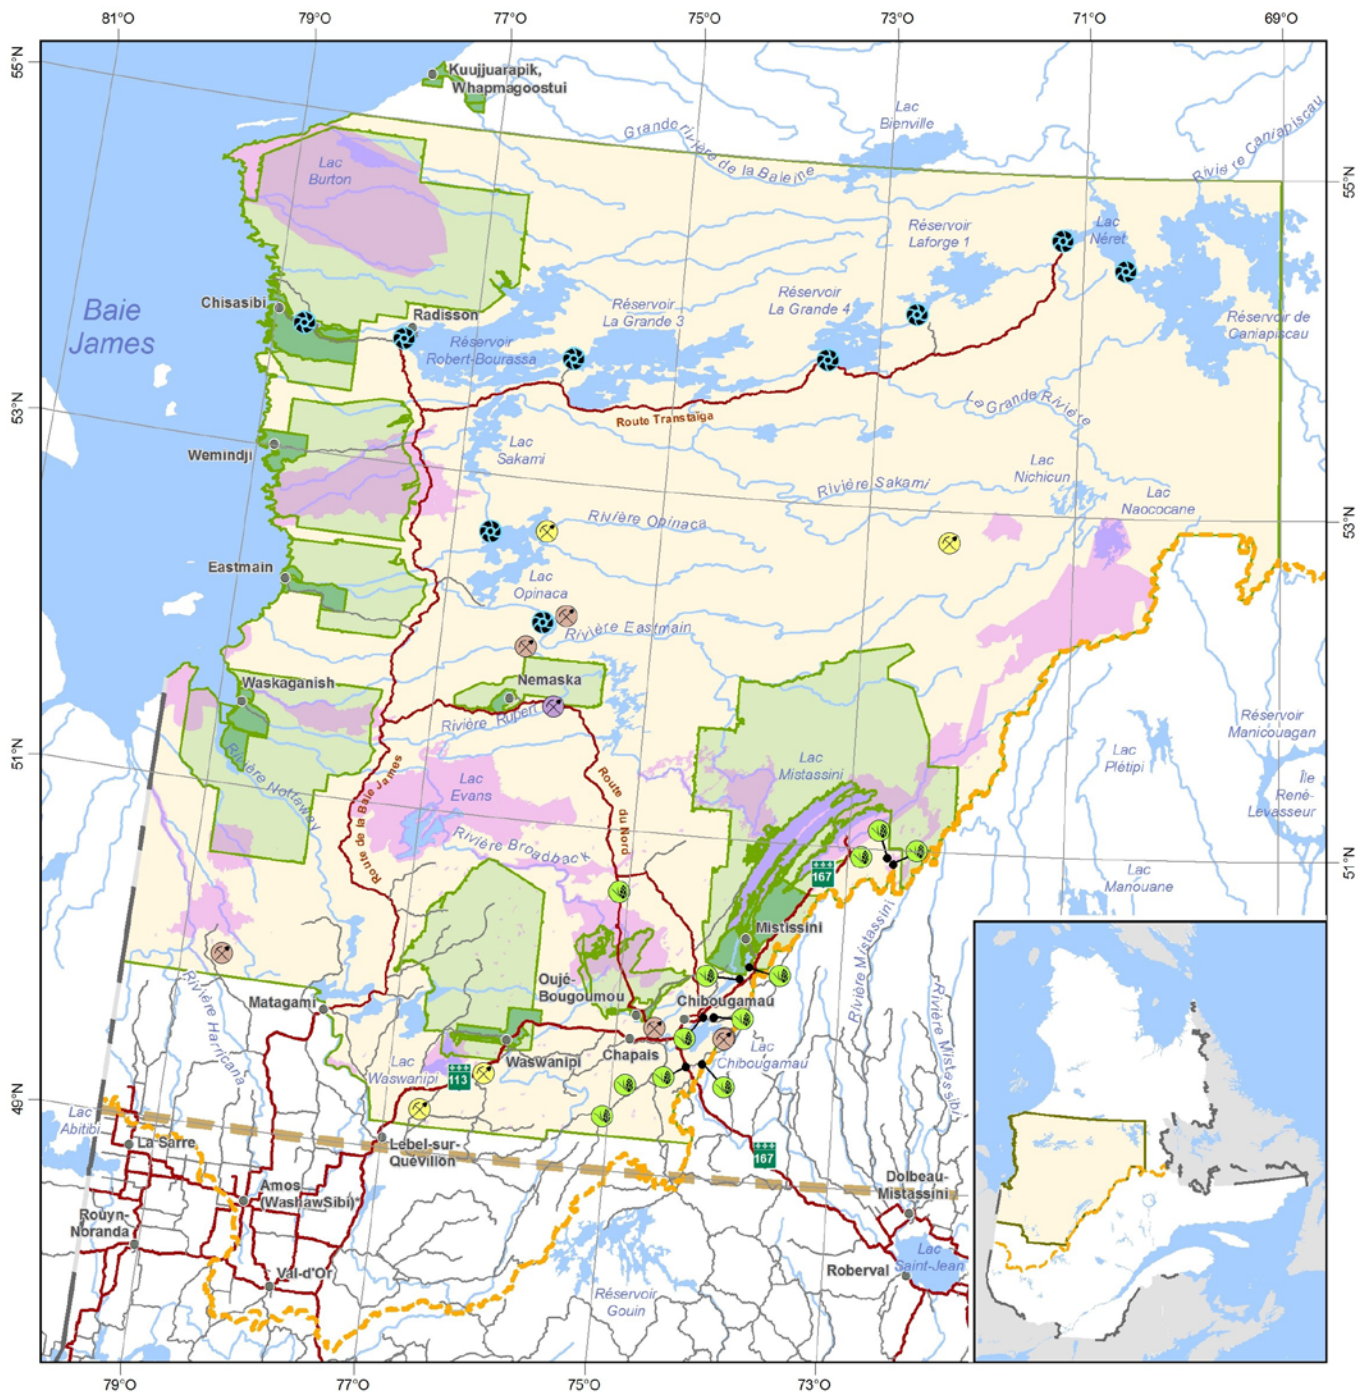 81°O 79°O 77°O 75°O 73°O 71°O 69°O
55°N
Kuujjuarapik,
Whapmagoostui
Lac
Bienville
Grande rivière de la Baleine
Rivière Caniapiscau
55°N
Lac
Burton
Réservoir
Laforge 1
Lac
Néret
Baie
James
Chisasibi
Radisson
Réservoir
La Grande 3
Réservoir
La Grande 4
Réservoir de
Caniapiscau
Réservoir
Robert-Bourassa
53°N
Route Transtaïga
La Grande Rivière
Wemindji
Lac
Sakami
Rivière Sakami
Lac
Nichicun
Lac
Naococane
Rivière Opinaca
53°N
Eastmain
Lac
Opinaca
Rivière Eastmain
Waskaganish
Nemaska
Rivière Rupert
Rivière Nottaway
Route de la Baie James
Lac
Evans
Route du Nord
Lac
Mistassini
Lac
Plétipi
Réservoir
Manicouagan
Île
René-
Levasseur
51°N
Rivière Broadback
167
51°N
Lac
Manouane
Mistissini
Rivière Mistassini
Rivière Mistassibi
Oujé-
Bougoumou
Matagami
Rivière Harricana
Chibougamau
Chapais
Lac
Chibougamau
Waswanipi
Lac
Waswanipi
113
49°N
Lac
Abitibi
La Sarre
Lebel-sur-
Quévillon
167
Amos
(WashawSibi)*
Dolbeau-
Mistassini
Rouyn-
Noranda
Val-d'Or
Lac
Saint-Jean
Roberval
Réservoir
Gouin
79°O 77°O 75°O 73°O